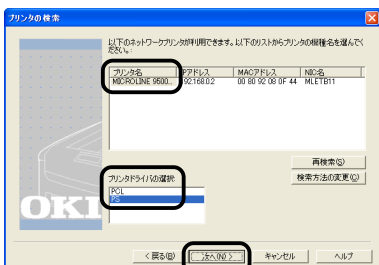 プリンタの検索
以下のネットワークプリンタが利用できます。以下のリストからプリンタの機種名を選んでく
ださい。:
プリンタ名 IPアドレス MACアドレス NIC名
MICROLINE 9500... 192.168.0.2 00 80 92 08 0F 44 MLETB11
再検索(S)
検索方法の変更(C)
プリンタドライバの選択
PCL
PS
OKI
< 戻る(B) 次へ(N) > キャンセル ヘルプ